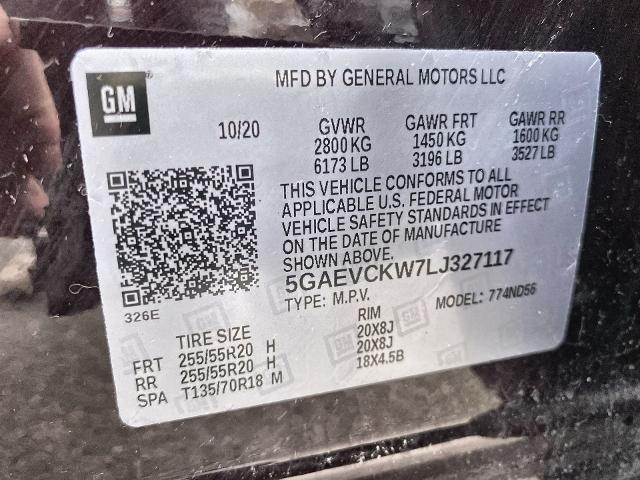 GM
MFD BY GENERAL MOTORS LLC
10/20
GVWR GAWR FRT GAWR RR
2800 KG 1450 KG 1600 KG
6173 LB 3196 LB 3527 LB
THIS VEHICLE CONFORMS TO ALL
APPLICABLE U.S. FEDERAL MOTOR
VEHICLE SAFETY STANDARDS IN EFFECT
ON THE DATE OF MANUFACTURE
SHOWN ABOVE.
5GAEVCKW7LJ327117
TYPE: M.P.V. MODEL: 774ND56
326E
TIRE SIZE RIM
FRT 255/55R20 H 20X8J
RR 255/55R20 H 20X8J
SPA T135/70R18 M 18X4.5B